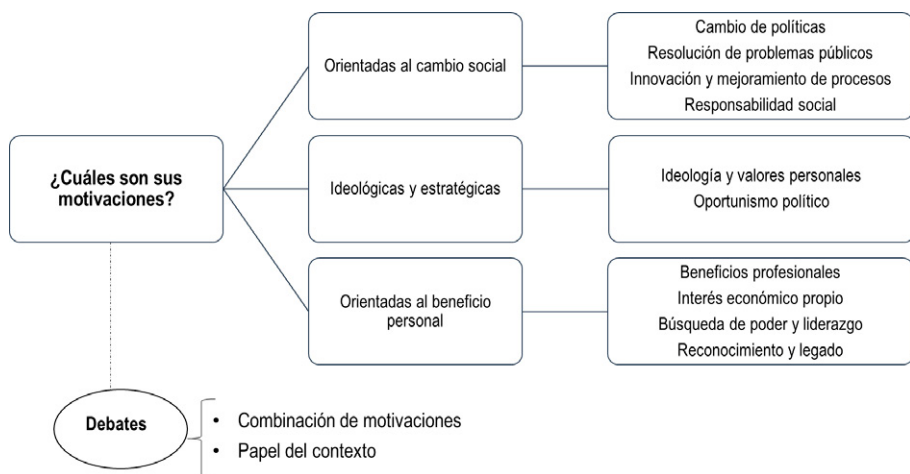 ¿Cuáles son sus
motivaciones?
Orientadas al cambio social
Cambio de políticas
Resolución de problemas públicos
Innovación y mejoramiento de procesos
Responsabilidad social
Ideológicas y estratégicas
Ideología y valores personales
Oportunismo político
Orientadas al beneficio
personal
Beneficios profesionales
Interés económico propio
Búsqueda de poder y liderazgo
Reconocimiento y legado
Debates
• Combinación de motivaciones
• Papel del contexto